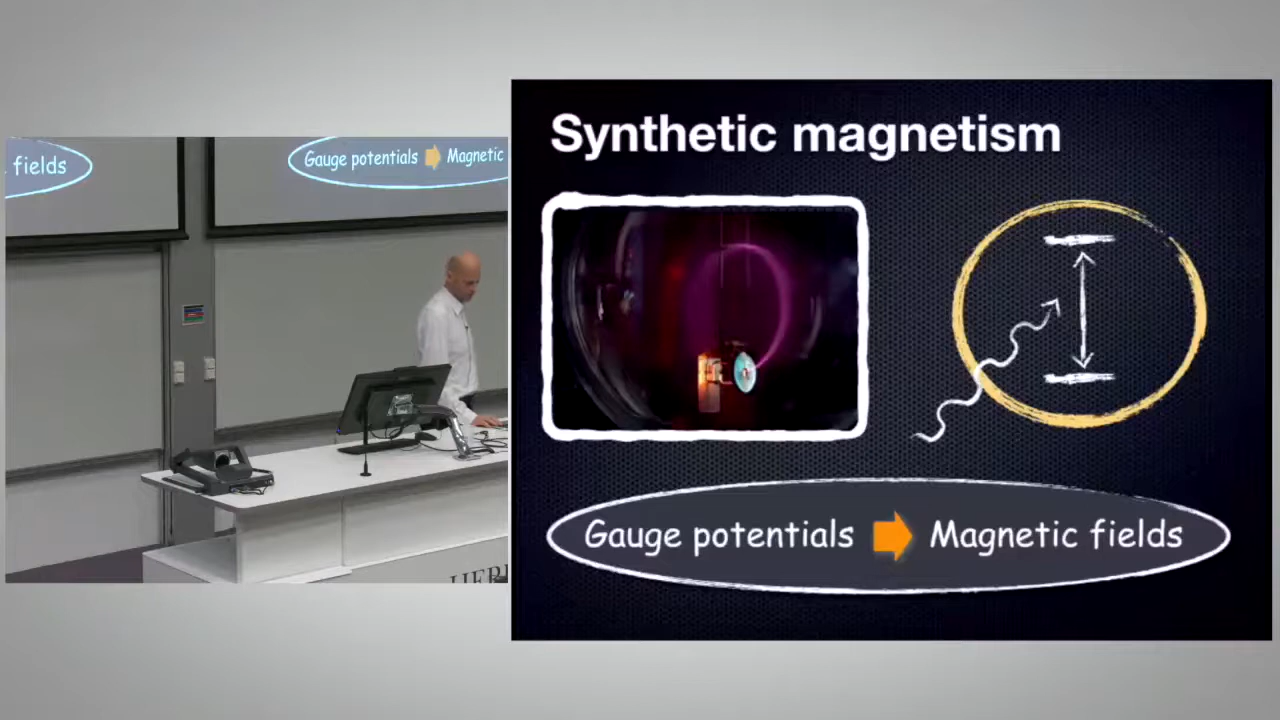 fields
Gauge potentials Magnetic
Synthetic magnetism
Gauge potentials Magnetic fields